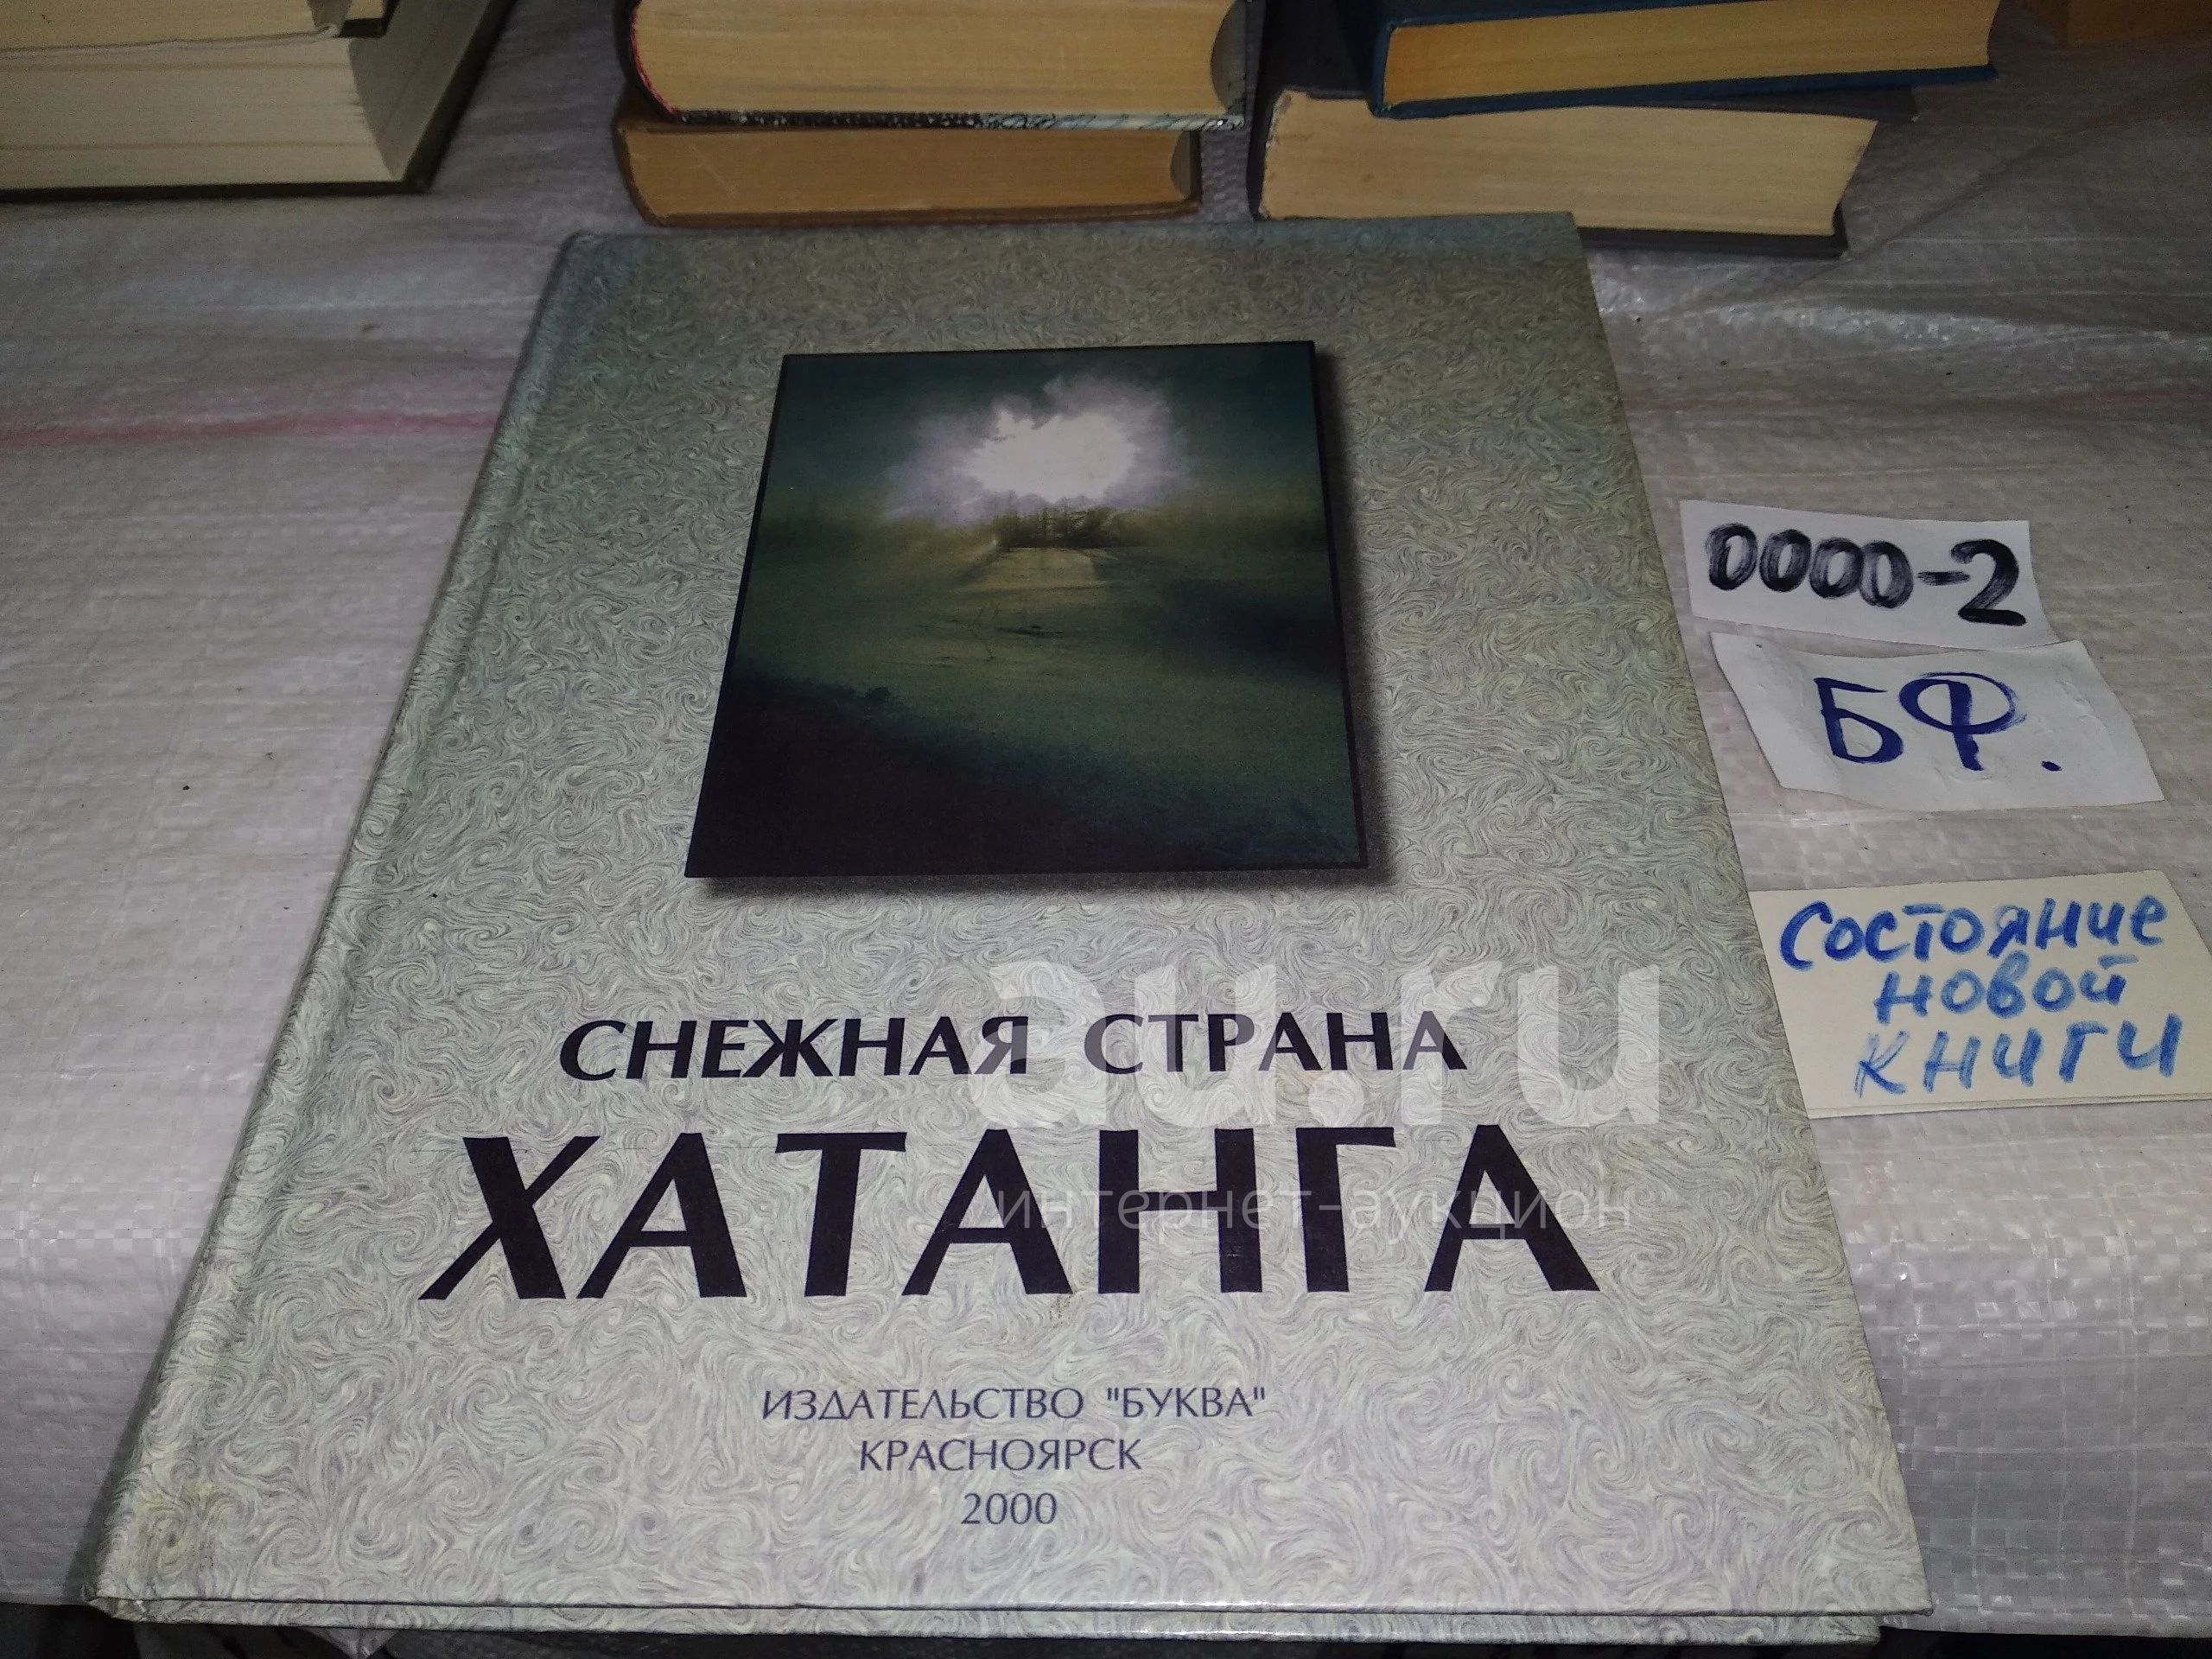 0000-2
БФ.
Состояние
новой
книги
au.ru
СНЕЖНАЯ СТРАНА
ХАТАНГА
интернет-аукцион
ИЗДАТЕЛЬСТВО "БУКВА"
КРАСНОЯРСК
2000